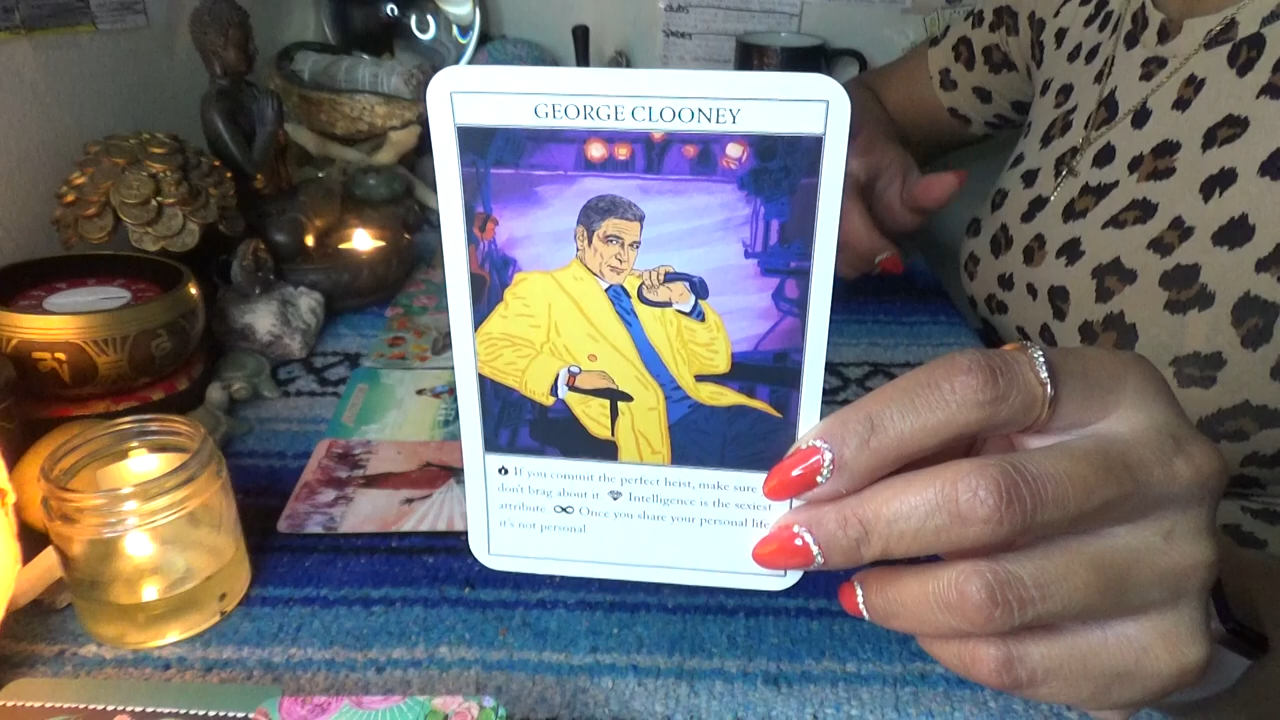 GEORGE CLOONEY
If you commit the perfect heist, make sure
don't brag about it. Intelligence is the sexiest
attribute. ∞ Once you share your personal life
it's not personal.